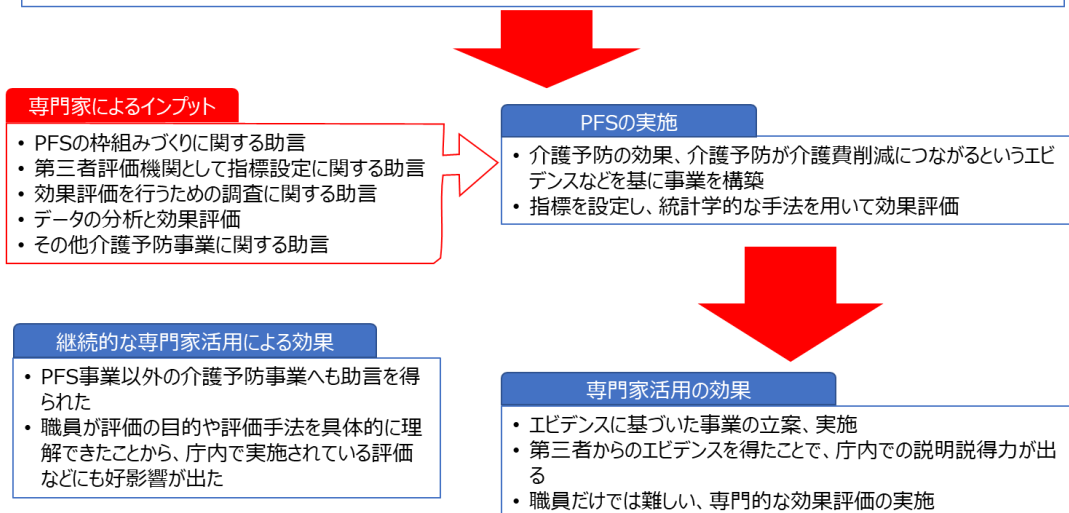 専門家によるインプット
• PFSの枠組みづくりに関する助言
• 第三者評価機関として指標設定に関する助言
• 効果評価を行うための調査に関する助言
• データの分析と効果評価
• その他介護予防事業に関する助言
PFSの実施
• 介護予防の効果、介護予防が介護費削減につながるというエビ
デンスなどを基に事業を構築
• 指標を設定し、統計学的な手法を用いて効果評価
継続的な専門家活用による効果
• PFS事業以外の介護予防事業へも助言を得
られた
• 職員が評価の目的や評価手法を具体的に理
解できたことから、庁内で実施されている評価
などにも好影響が出た
専門家活用の効果
• エビデンスに基づいた事業の立案、実施
• 第三者からのエビデンスを得たことで、庁内での説明説得力が出
る
• 職員だけでは難しい、専門的な効果評価の実施